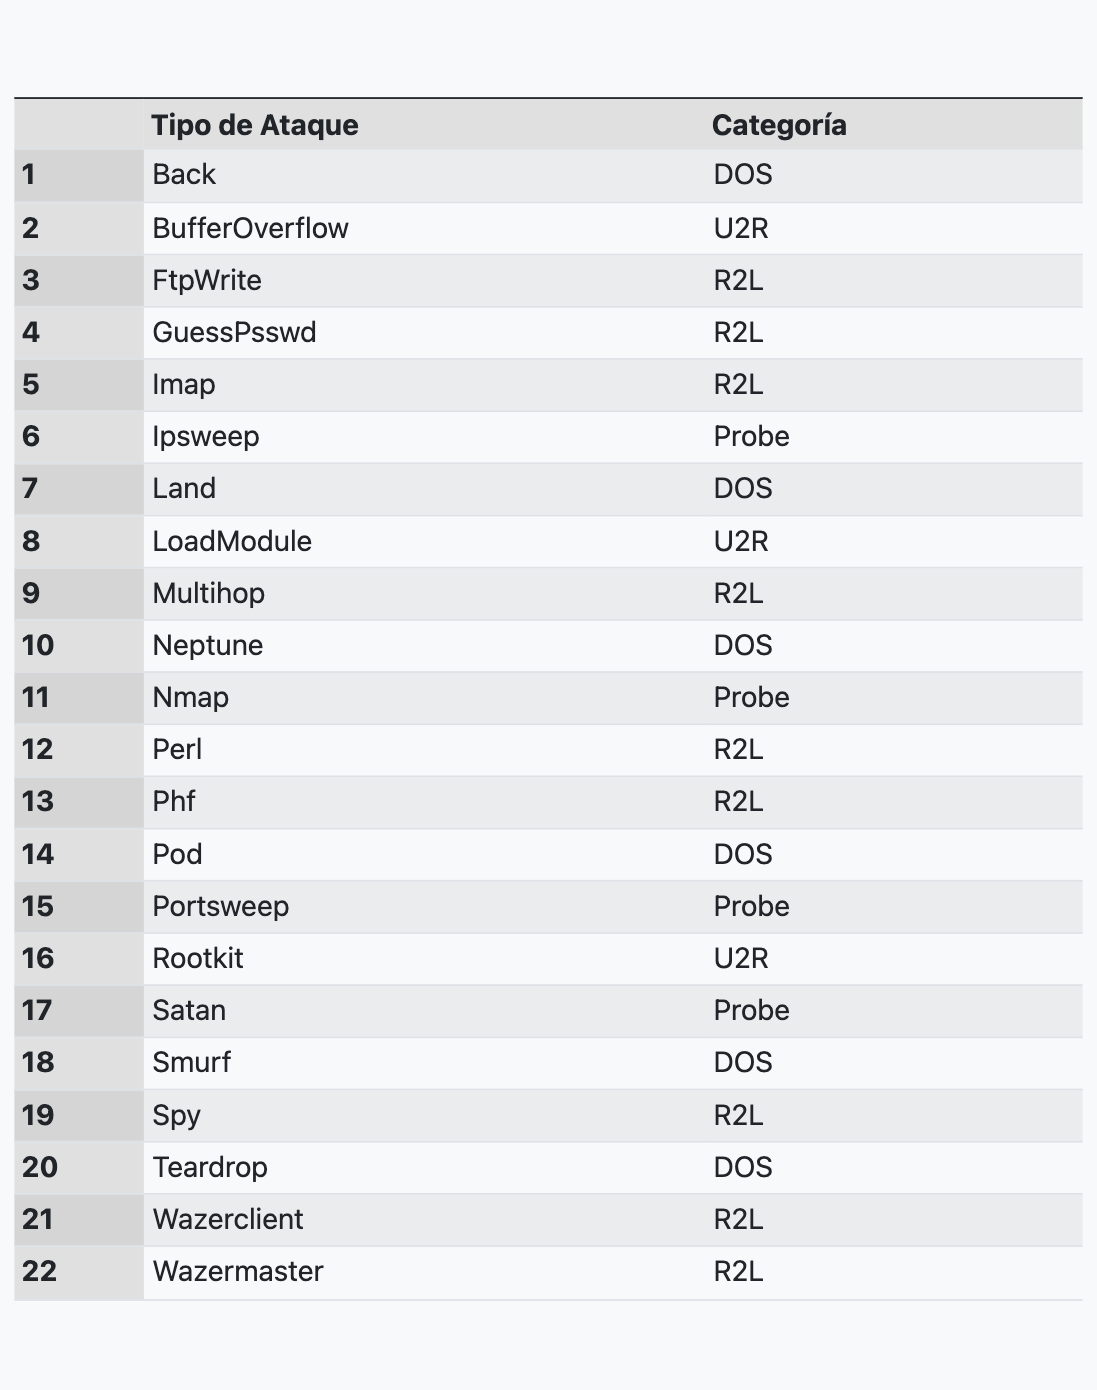 Tipo de Ataque Categoría
1 Back DOS
2 BufferOverflow U2R
3 FtpWrite R2L
4 GuessPsswd R2L
5 Imap R2L
6 Ipsweep Probe
7 Land DOS
8 LoadModule U2R
9 Multihop R2L
10 Neptune DOS
11 Nmap Probe
12 Perl R2L
13 Phf R2L
14 Pod DOS
15 Portsweep Probe
16 Rootkit U2R
17 Satan Probe
18 Smurf DOS
19 Spy R2L
20 Teardrop DOS
21 Wazerclient R2L
22 Wazermaster R2L